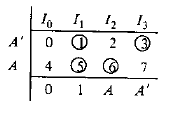 I₀ I₁ I₂ I₃
A' 0 ① 2 ③
A 4 ⑤ ⑥ 7
0 1 A A'